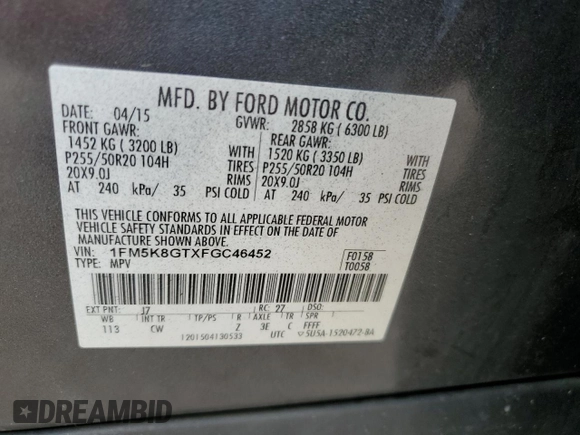 MFD. BY FORD MOTOR CO.
DATE: 04/15 GVWR: 2858 KG ( 6300 LB)
FRONT GAWR: REAR GAWR:
1452 KG ( 3200 LB) 1520 KG ( 3350 LB)
P255/50R20 104H WITH TIRES P255/50R20 104H WITH TIRES
20X9.0J RIMS 20X9.0J RIMS
AT 240 kPa/ 35 PSI COLD AT 240 kPa/ 35 PSI COLD
THIS VEHICLE CONFORMS TO ALL APPLICABLE FEDERAL MOTOR
VEHICLE SAFETY STANDARDS IN EFFECT ON THE DATE OF
MANUFACTURE SHOWN ABOVE.
VIN: 1FM5K8GTXFGC46452 F0158
TYPE: MPV T0058
EXT PNT: J7 RC: 27 DSO:
WB INT TR TP/PS R AXLE TR SPR
113 CW Z 3E C FFFF
1201504130533 UTC 5U5A-1520472-BA
DREAMBID